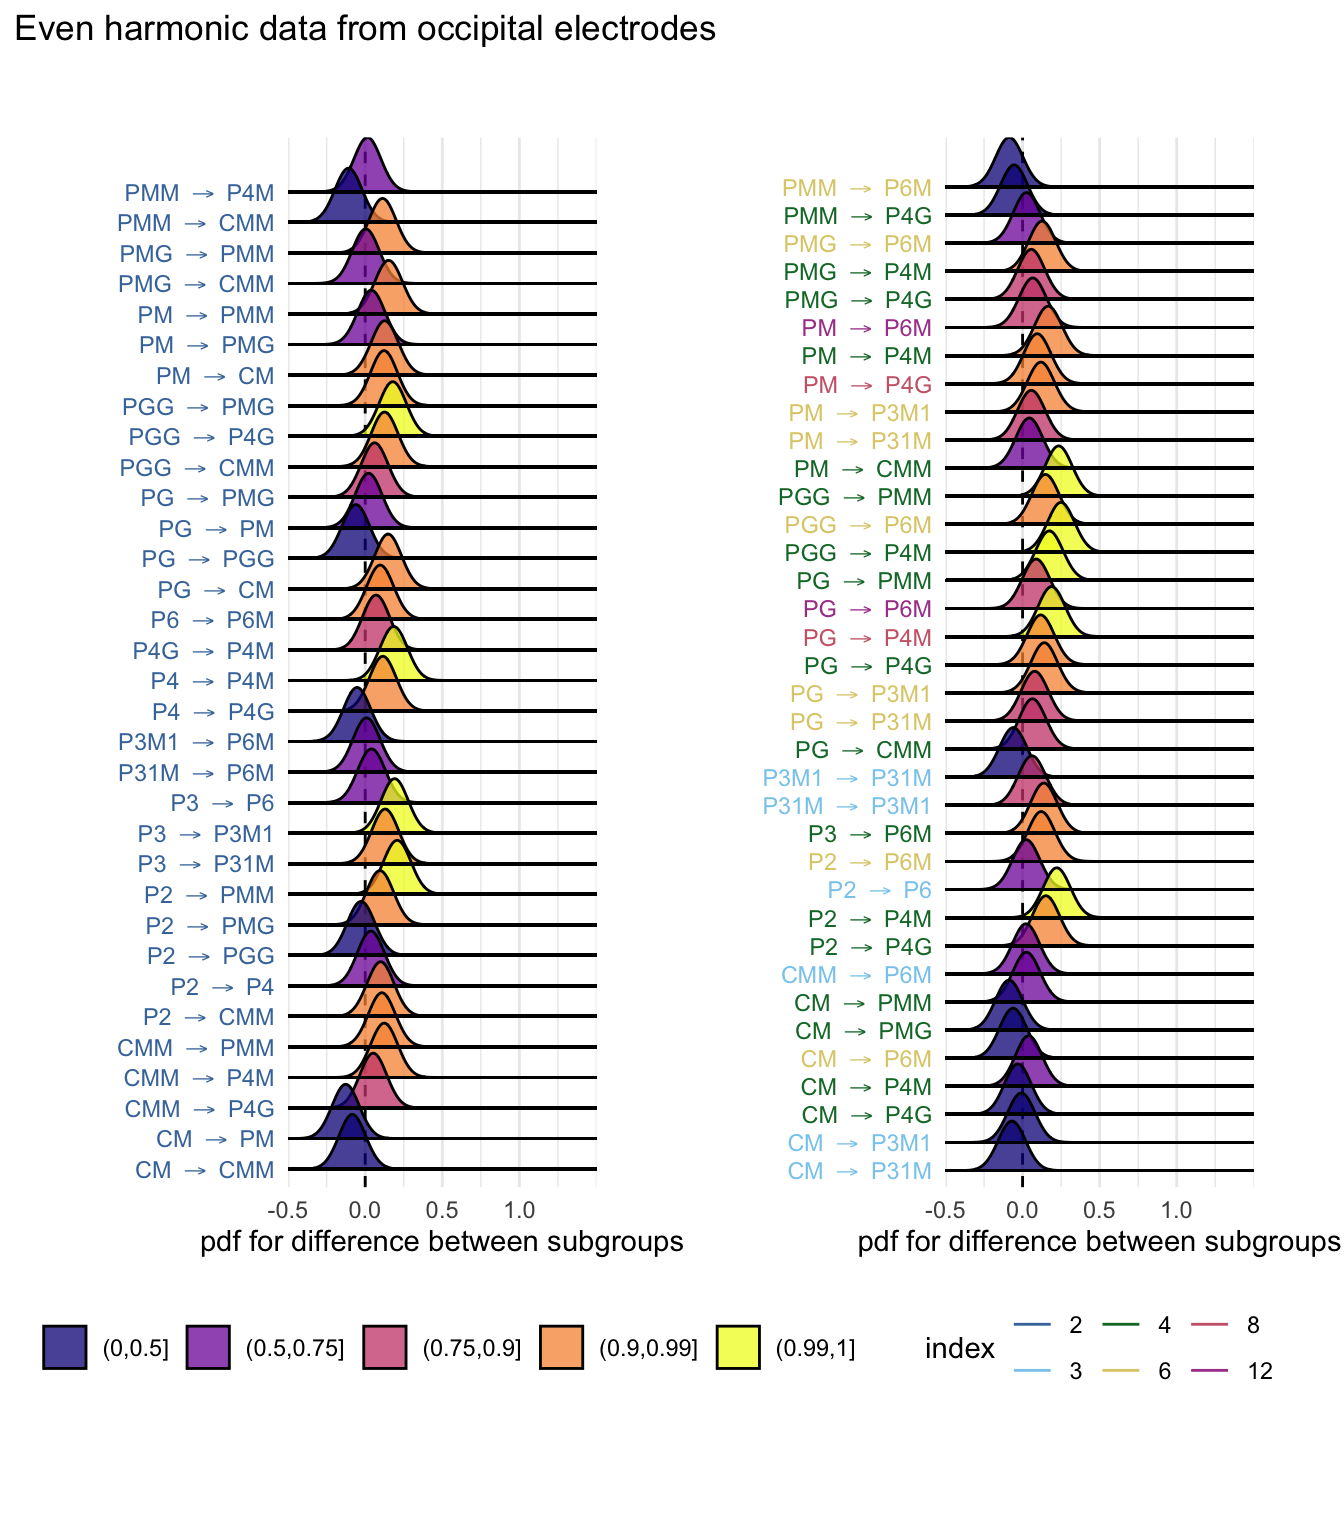 Even harmonic data from occipital electrodes
PMM → P4M
PMM → CMM
PMG → PMM
PMG → CMM
PM → PMM
PM → PMG
PM → CM
PGG → PMG
PGG → P4G
PGG → CMM
PG → PMG
PG → PM
PG → PGG
PG → CM
P6 → P6M
P4G → P4M
P4 → P4M
P4 → P4G
P3M1 → P6M
P31M → P6M
P3 → P6
P3 → P3M1
P3 → P31M
P2 → PMM
P2 → PMG
P2 → PGG
P2 → P4
P2 → CMM
CMM → PMM
CMM → P4M
CMM → P4G
CM → PM
CM → CMM
-0.5 0.0 0.5 1.0
pdf for difference between subgroups
PMM → P6M
PMM → P4G
PMG → P6M
PMG → P4M
PMG → P4G
PM → P6M
PM → P4M
PM → P4G
PM → P3M1
PM → P31M
PM → CMM
PGG → PMM
PGG → P6M
PGG → P4M
PG → PMM
PG → P6M
PG → P4M
PG → P4G
PG → P3M1
PG → P31M
PG → CMM
P3M1 → P31M
P31M → P3M1
P3 → P6M
P2 → P6M
P2 → P6
P2 → P4M
P2 → P4G
CMM → P6M
CM → PMM
CM → PMG
CM → P6M
CM → P4M
CM → P4G
CM → P3M1
CM → P31M
-0.5 0.0 0.5 1.0
pdf for difference between subgroups
(0,0.5] (0.5,0.75] (0.75,0.9] (0.9,0.99] (0.99,1]
index
2 4 8
3 6 12